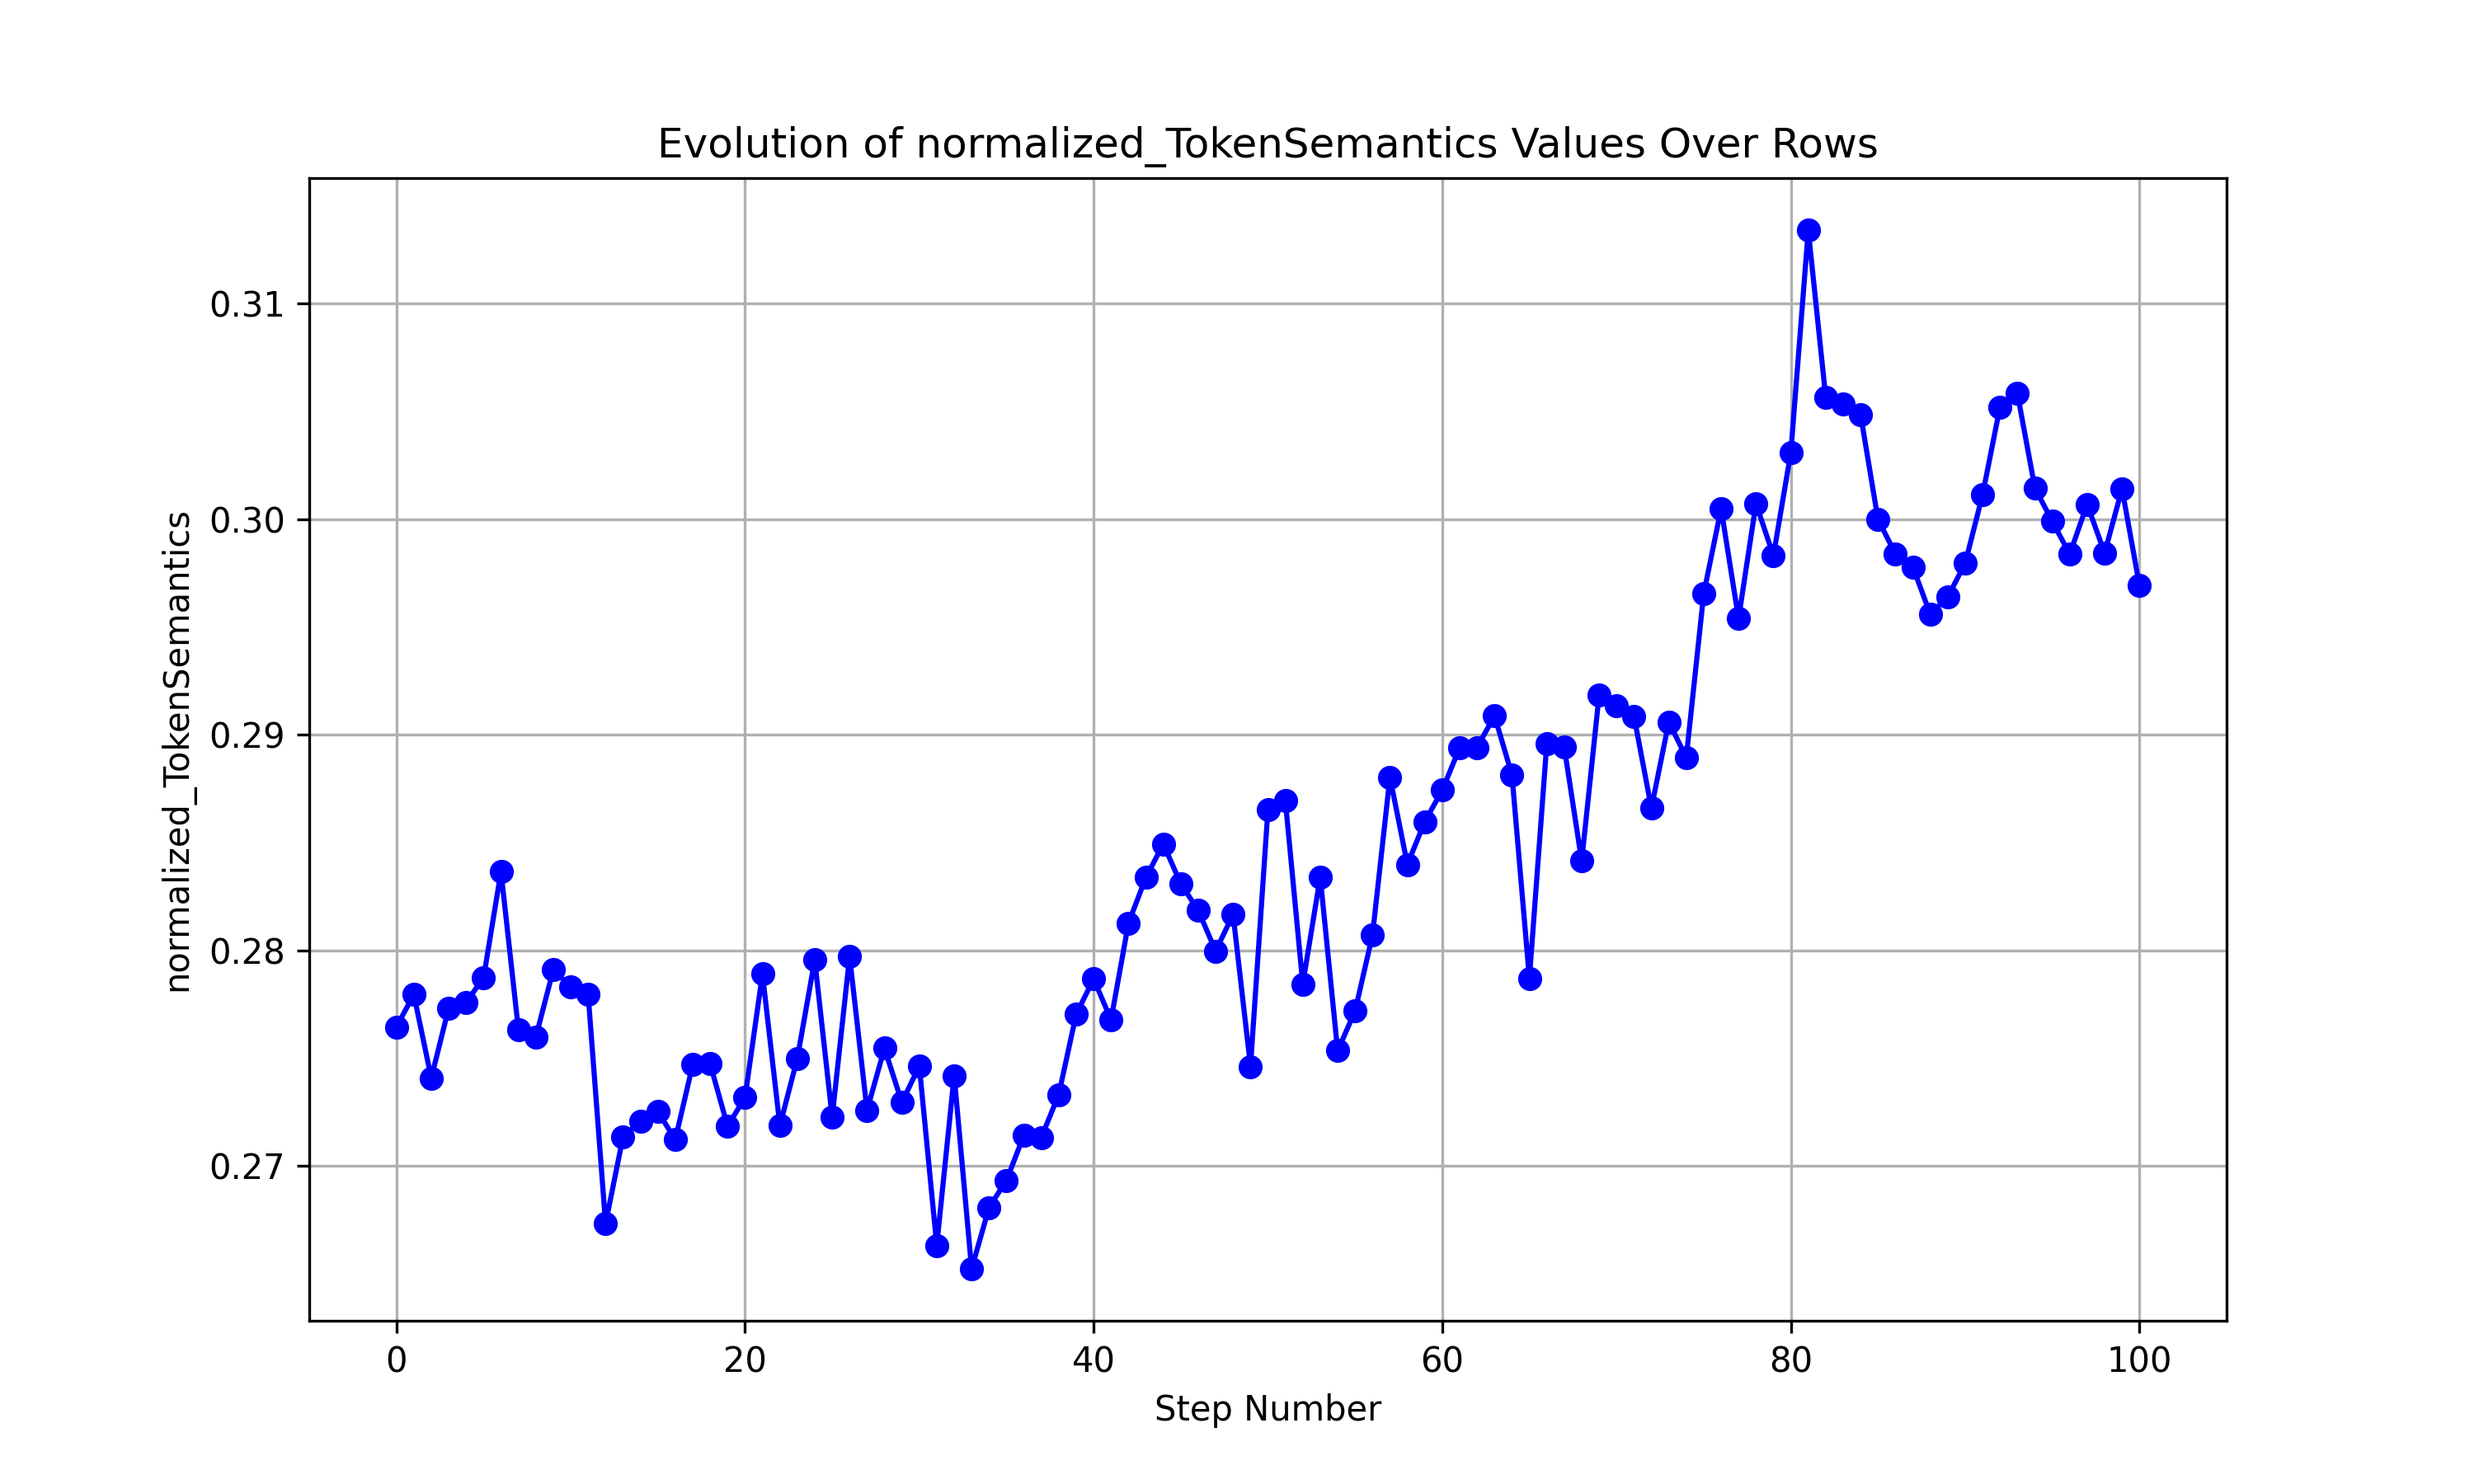 Evolution of normalized_TokenSemantics Values Over Rows
normalized_TokenSemantics
0.31
0.30
0.29
0.28
0.27
0 20 40 60 80 100
Step Number